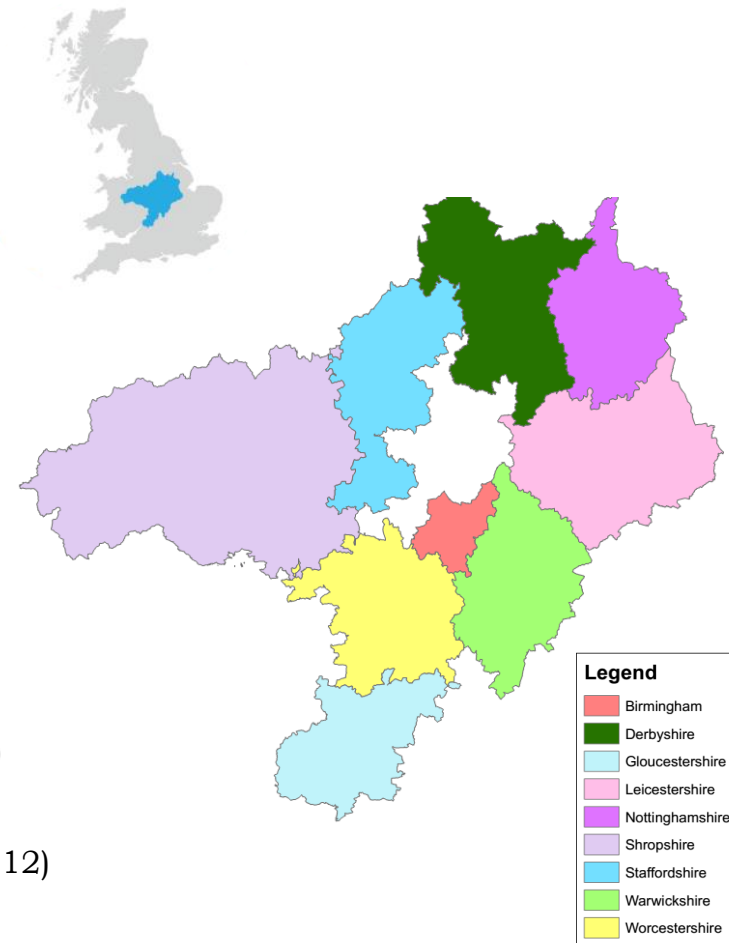 12)
Legend
Birmingham
Derbyshire
Gloucestershire
Leicestershire
Nottinghamshire
Shropshire
Staffordshire
Warwickshire
Worcestershire